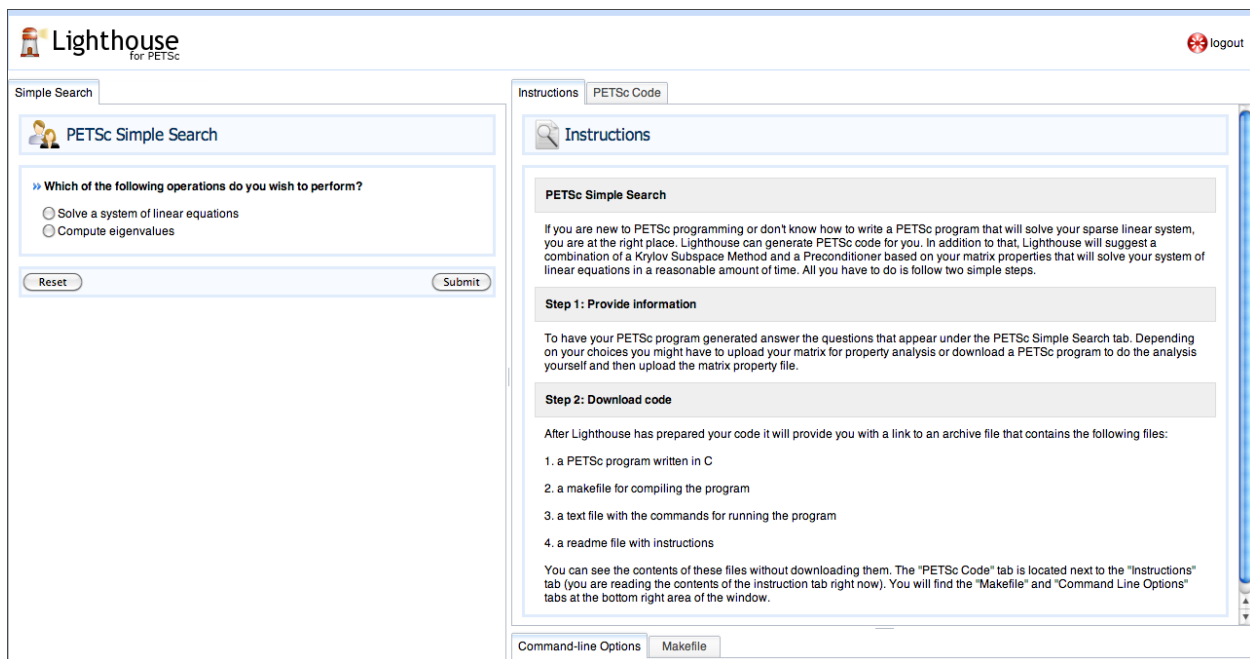 Lighthouse
for PETSc
logout
Simple Search
PETSc Simple Search
» Which of the following operations do you wish to perform?
Solve a system of linear equations
Compute eigenvalues
Reset
Submit
Instructions
PETSc Code
Instructions
PETSc Simple Search
If you are new to PETSc programming or don't know how to write a PETSc program that will solve your sparse linear system,
you are at the right place. Lighthouse can generate PETSc code for you. In addition to that, Lighthouse will suggest a
combination of a Krylov Subspace Method and a Preconditioner based on your matrix properties that will solve your system of
linear equations in a reasonable amount of time. All you have to do is follow two simple steps.
Step 1: Provide information
To have your PETSc program generated answer the questions that appear under the PETSc Simple Search tab. Depending
on your choices you might have to upload your matrix for property analysis or download a PETSc program to do the analysis
yourself and then upload the matrix property file.
Step 2: Download code
After Lighthouse has prepared your code it will provide you with a link to an archive file that contains the following files:
1. a PETSc program written in C
2. a makefile for compiling the program
3. a text file with the commands for running the program
4. a readme file with instructions
You can see the contents of these files without downloading them. The "PETSc Code" tab is located next to the "Instructions"
tab (you are reading the contents of the instruction tab right now). You will find the "Makefile" and "Command Line Options"
tabs at the bottom right area of the window.
Command-line Options
Makefile